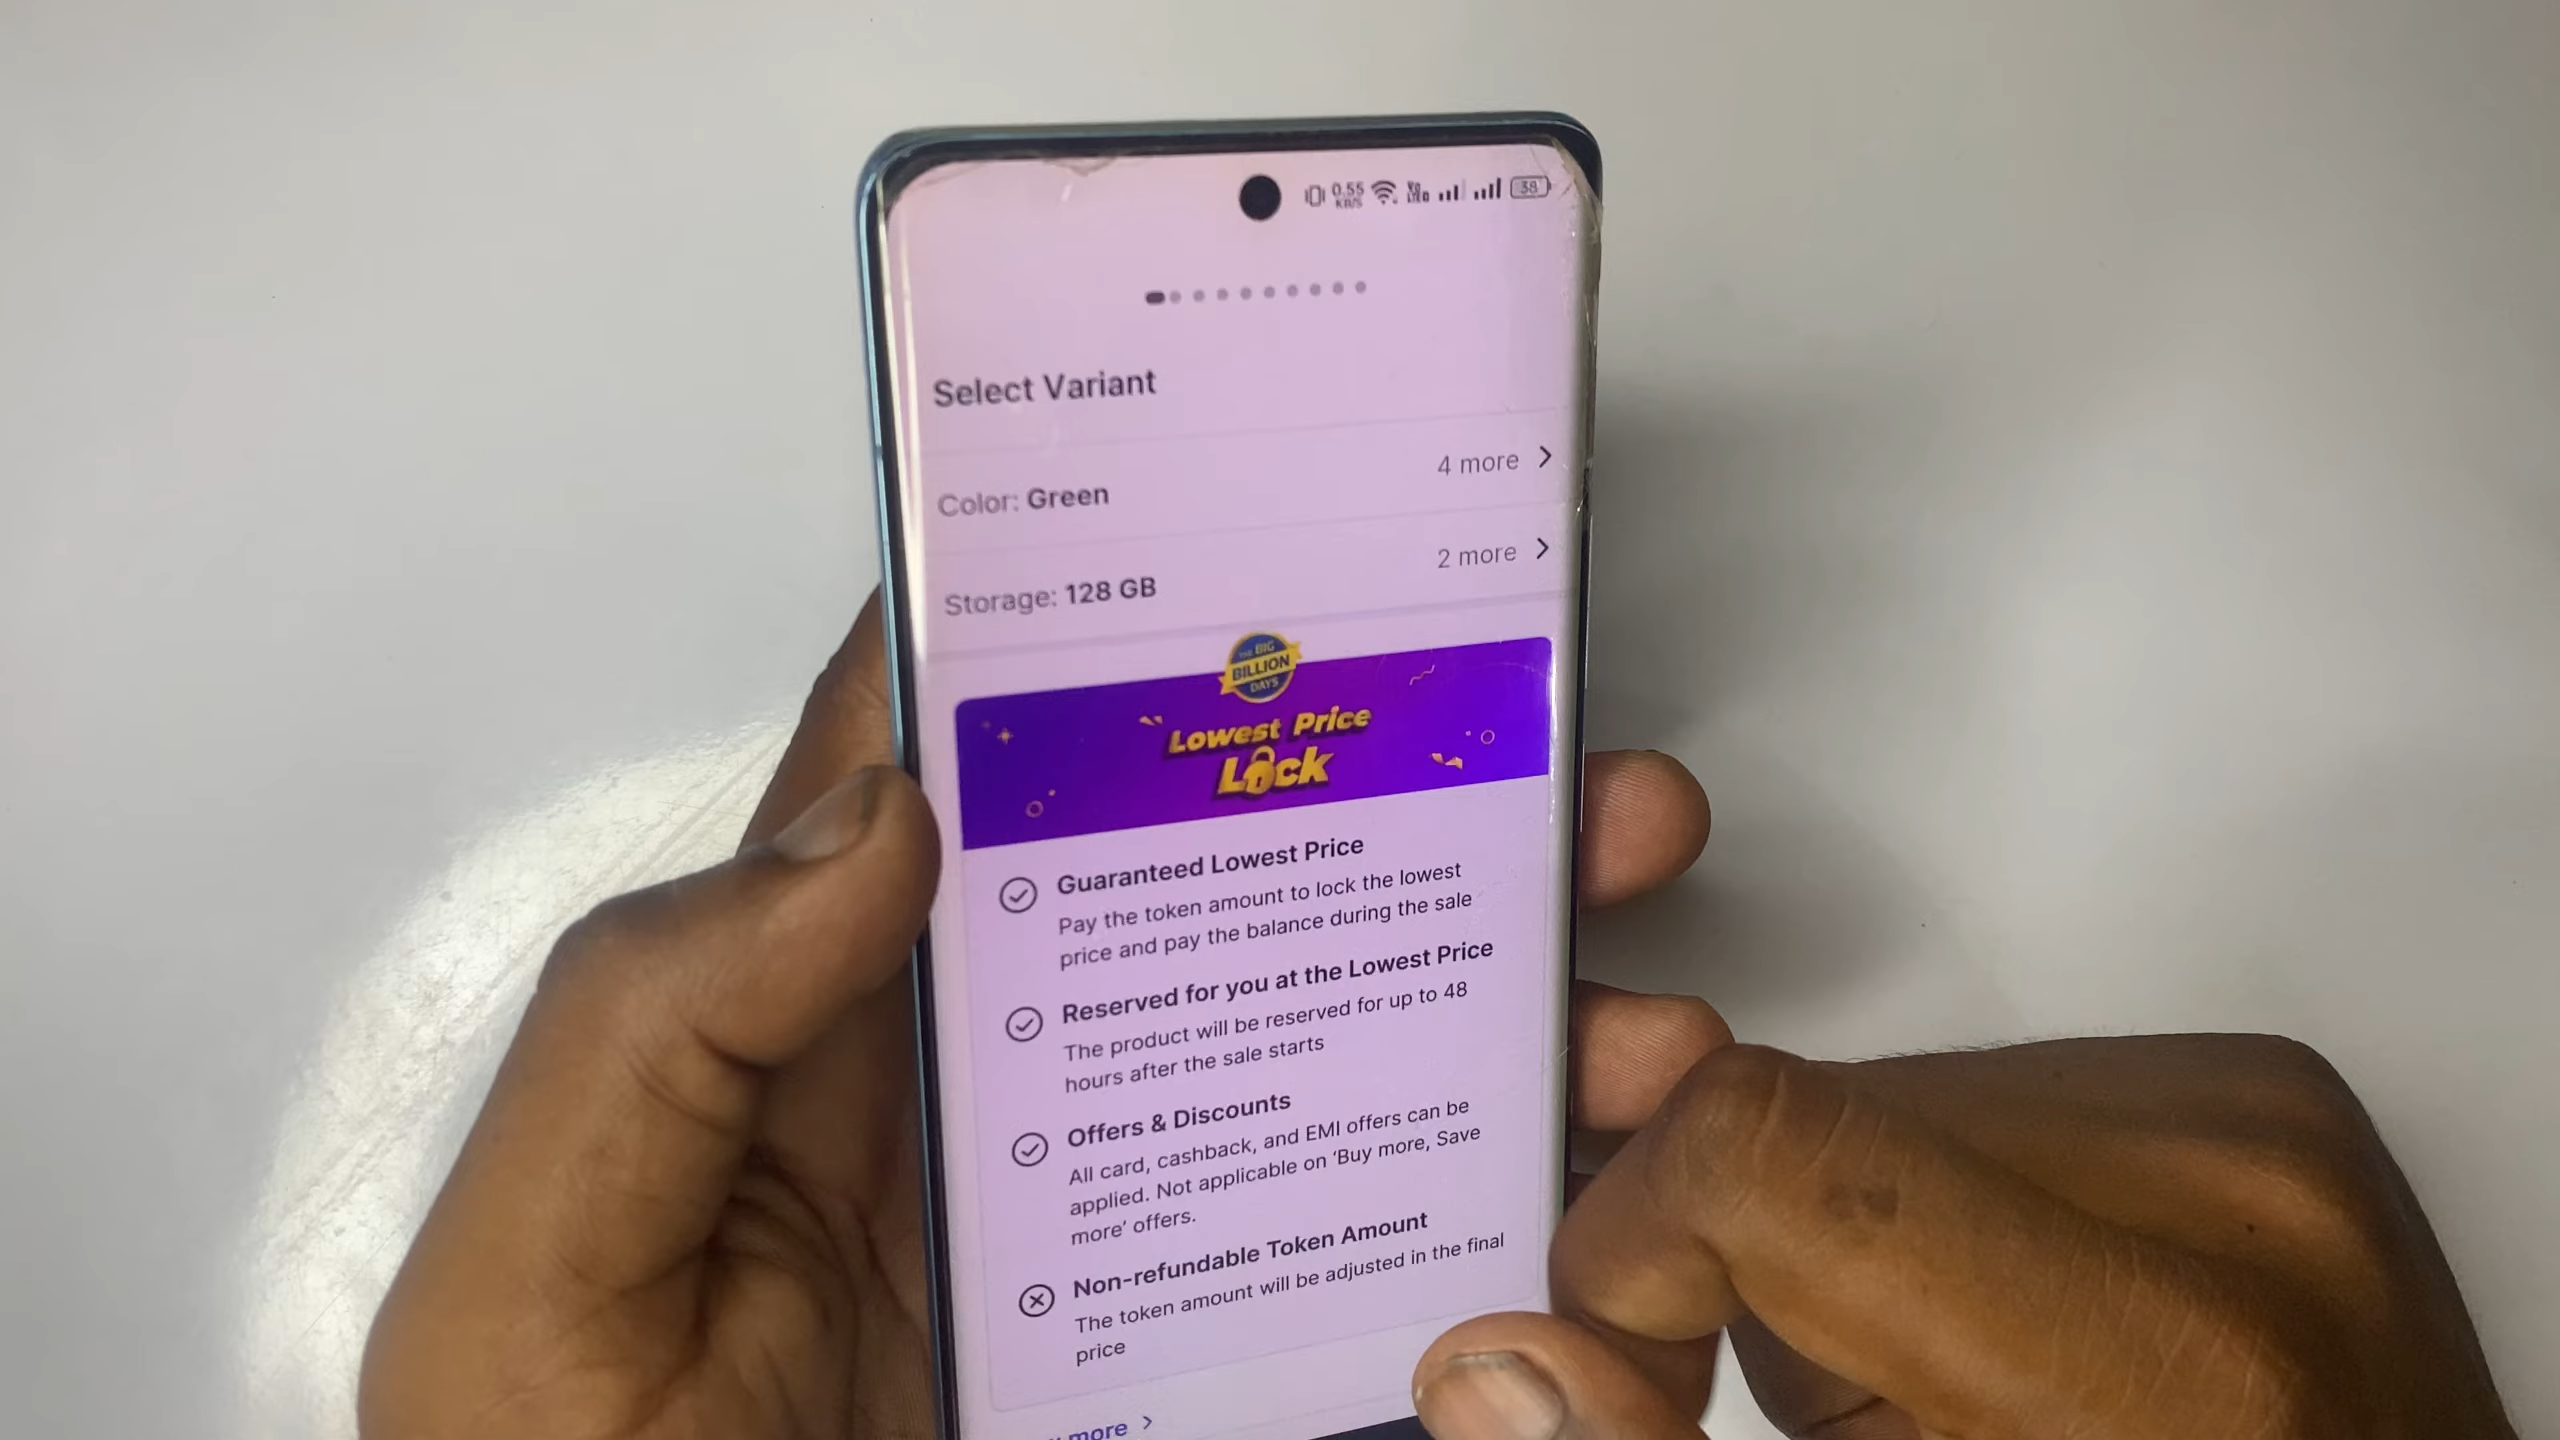 0.55
KB/S
38
Select Variant
4 more
Color: Green
2 more
Storage: 128 GB
THE BIG
BILLION
DAYS
Lowest Price
Lock
Guaranteed Lowest Price
Pay the token amount to lock the lowest
price and pay the balance during the sale
Reserved for you at the Lowest Price
The product will be reserved for up to 48
hours after the sale starts
Offers & Discounts
All card, cashback, and EMI offers can be
applied. Not applicable on ‘Buy more, Save
more’ offers.
Non-refundable Token Amount
The token amount will be adjusted in the final
price
more